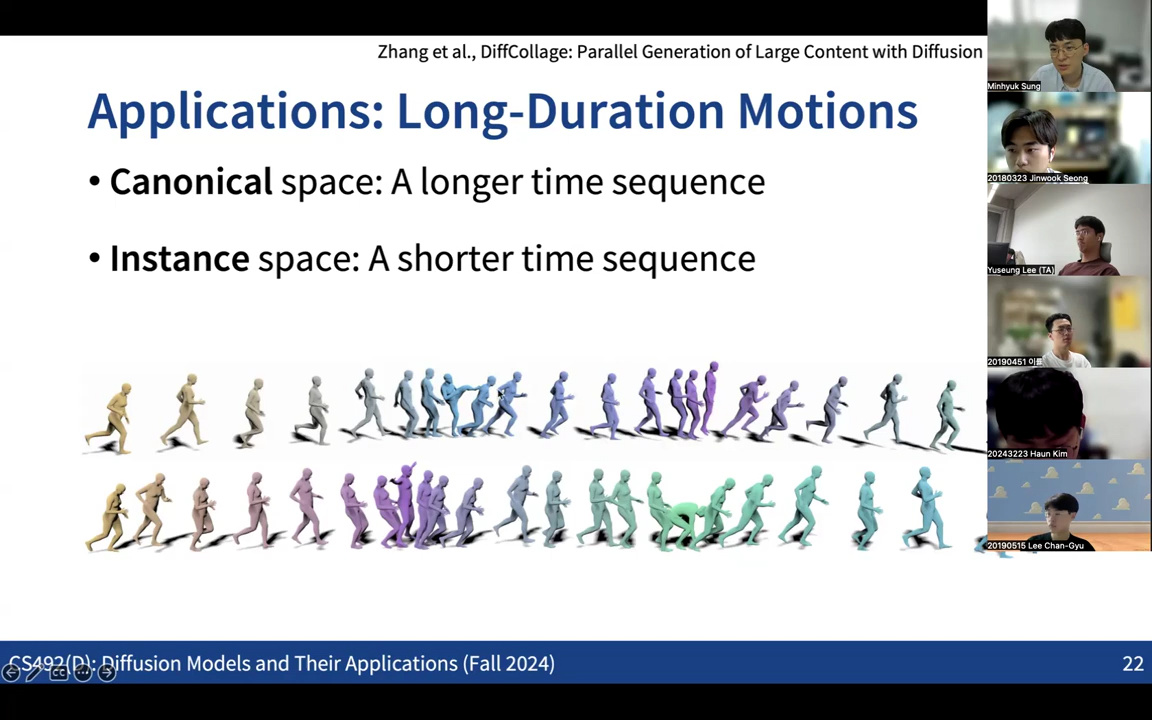 Zhang et al., DiffCollage: Parallel Generation of Large Content with Diffusion
Applications: Long-Duration Motions
• Canonical space: A longer time sequence
• Instance space: A shorter time sequence
Minhyuk Sung
20180323 Jinwook Seong
Yuseung Lee (TA)
20190451 이름
20243223 Haun Kim
20190515 Lee Chan-Gyu
CS492(D): Diffusion Models and Their Applications (Fall 2024)
22